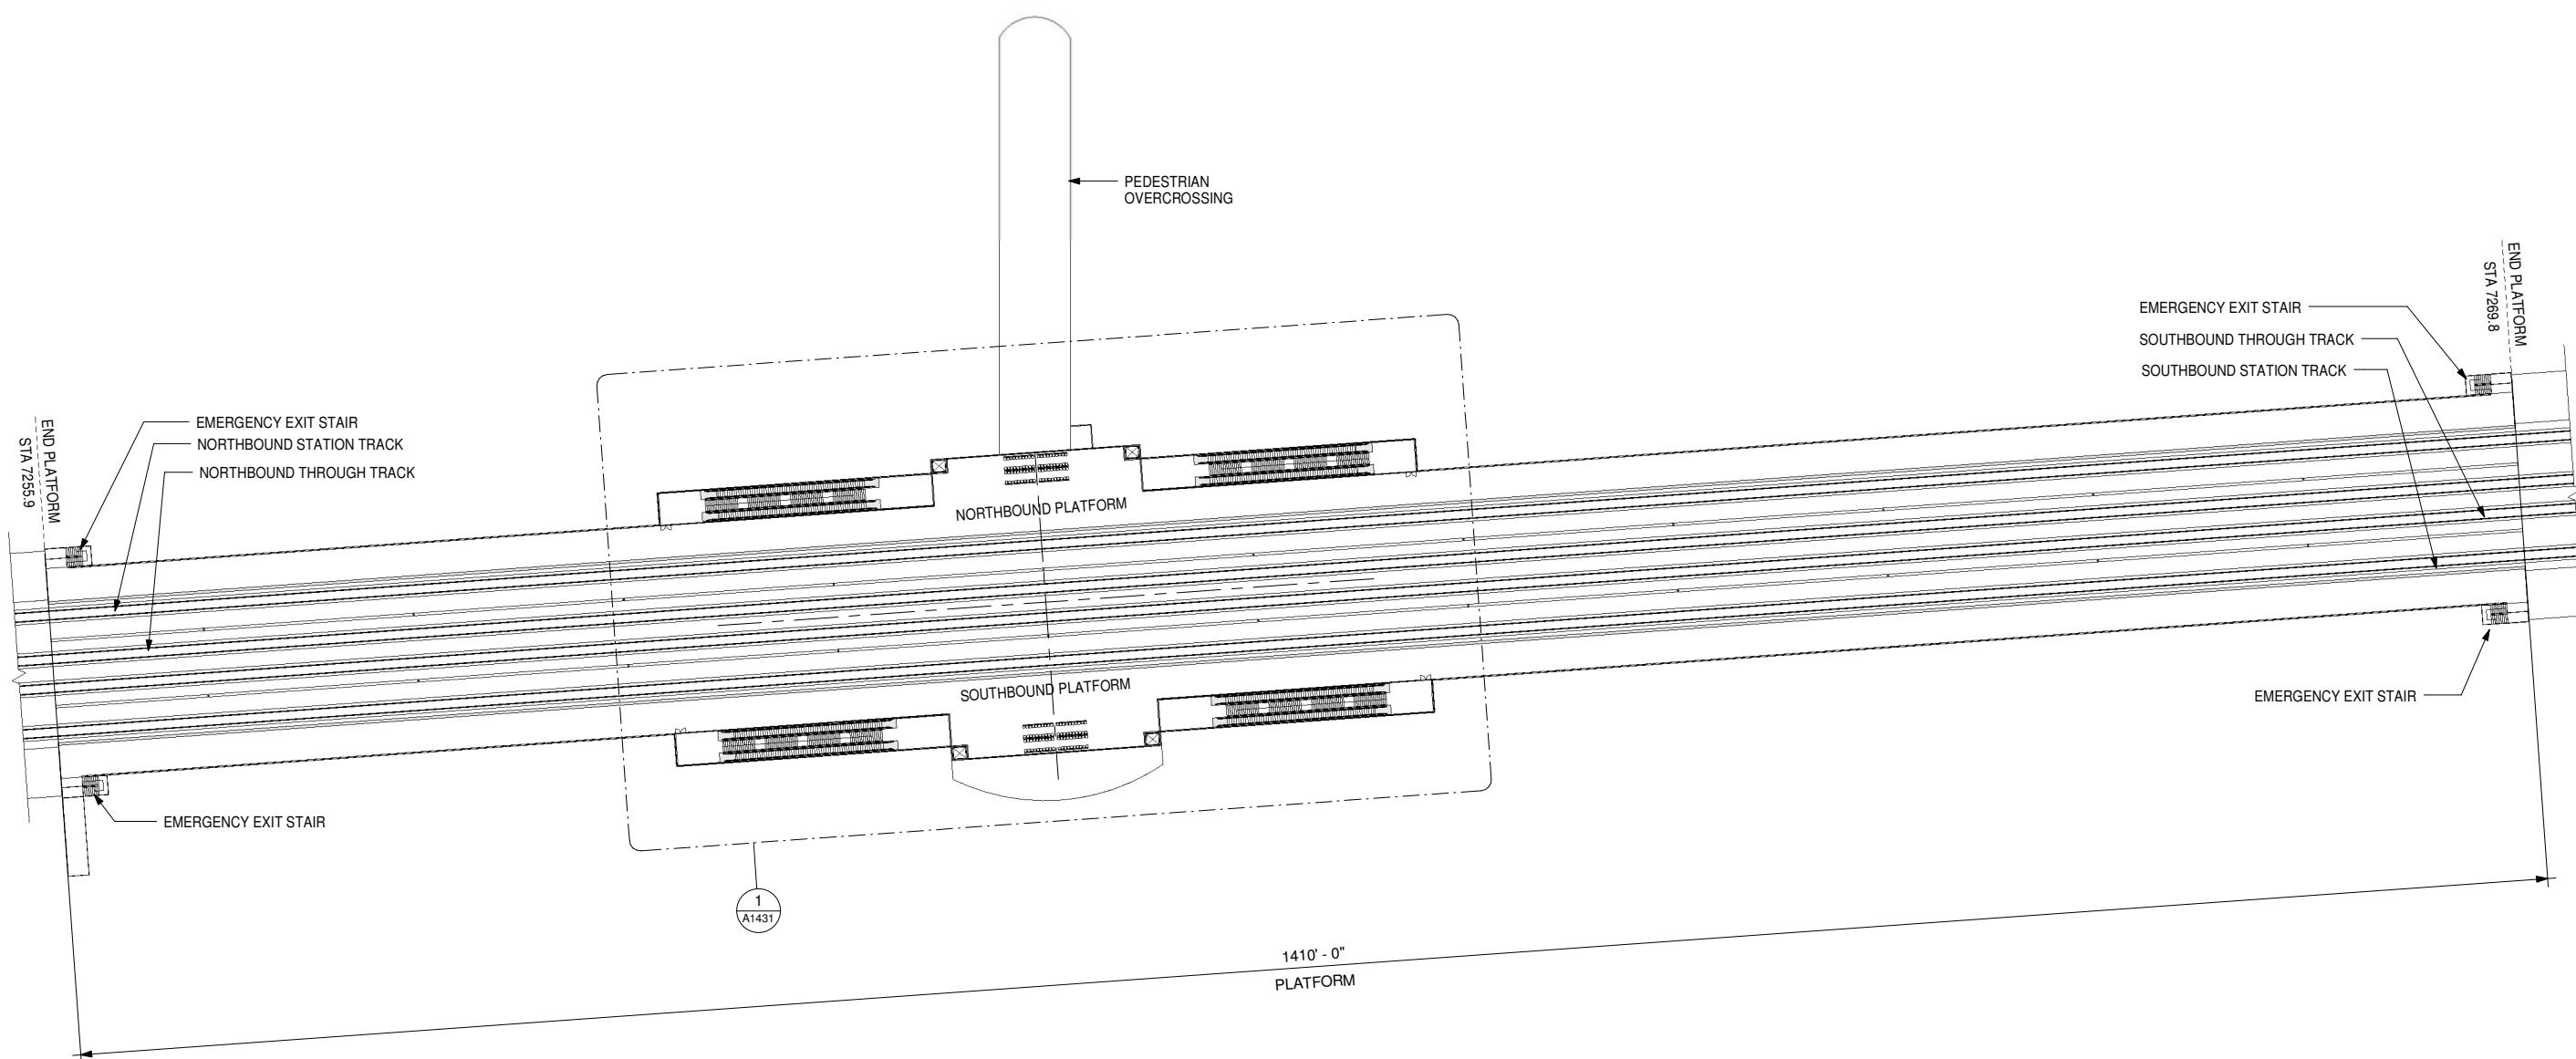 PEDESTRIAN
OVERCROSSING
END PLATFORM
STA 7269.8
EMERGENCY EXIT STAIR
SOUTHBOUND THROUGH TRACK
SOUTHBOUND STATION TRACK
END PLATFORM
STA 7255.9
EMERGENCY EXIT STAIR
NORTHBOUND STATION TRACK
NORTHBOUND THROUGH TRACK
NORTHBOUND PLATFORM
SOUTHBOUND PLATFORM
EMERGENCY EXIT STAIR
EMERGENCY EXIT STAIR
1
A1431
1410' - 0"
PLATFORM